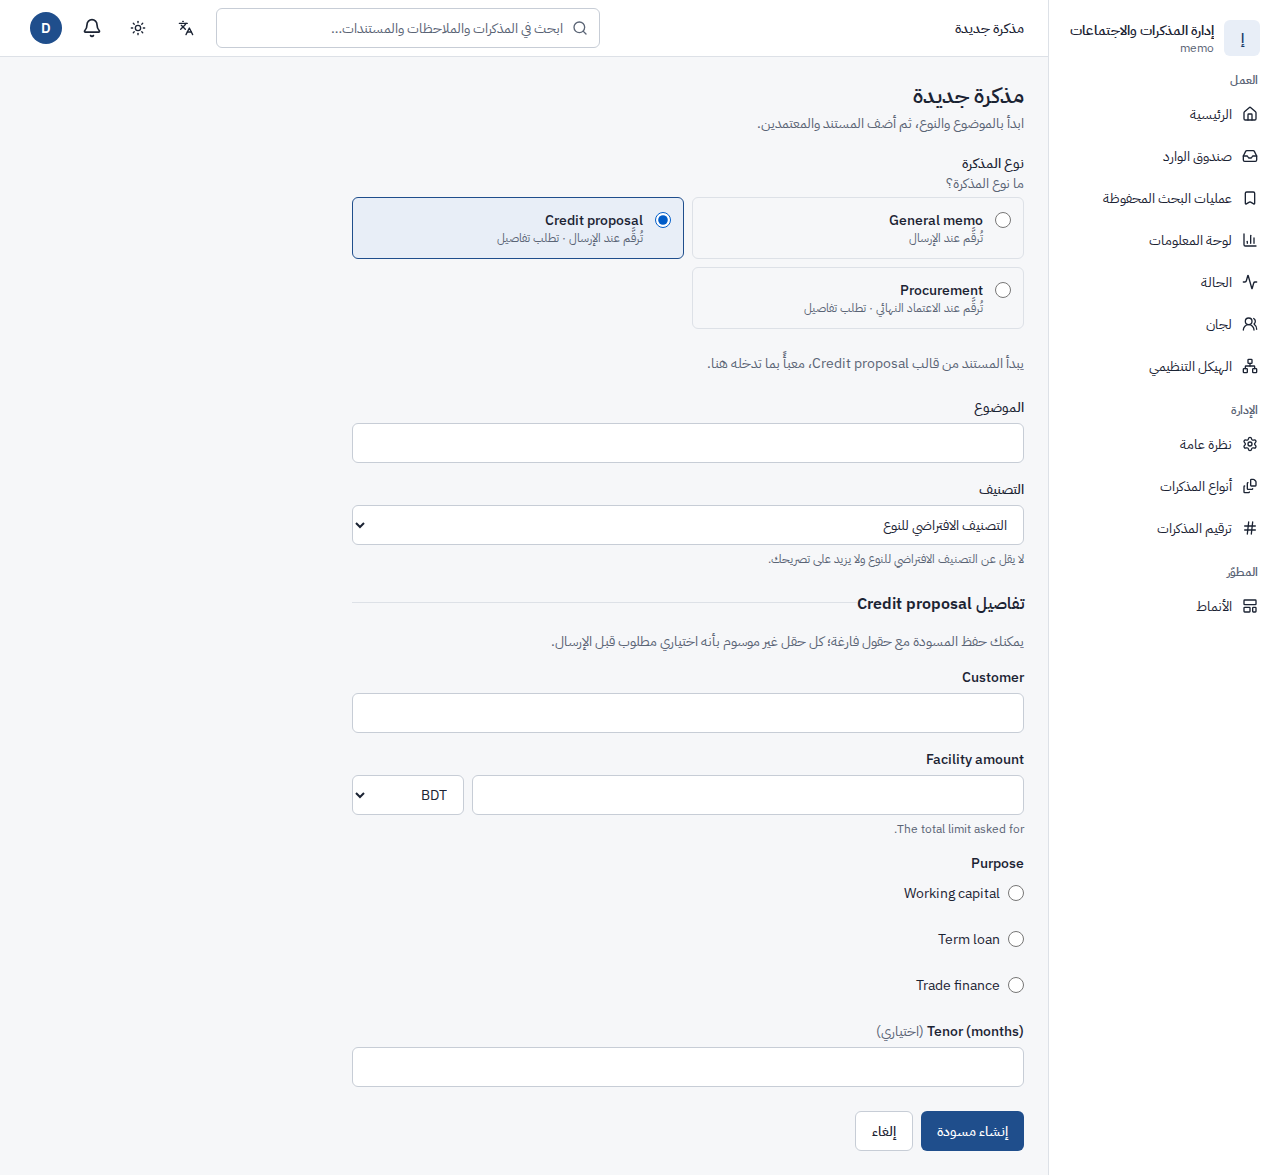 إدارة المذكرات والاجتماعات
memo
العمل
الرئيسية
صندوق الوارد
عمليات البحث المحفوظة
لوحة المعلومات
الحالة
لجان
الهيكل التنظيمي
الإدارة
نظرة عامة
أنواع المذكرات
ترقيم المذكرات
المطوّر
الأنماط
إ
مذكرة جديدة
ابحث في المذكرات والملاحظات والمستندات...
D
مذكرة جديدة
ابدأ بالموضوع والنوع، ثم أضف المستند والمعتمدين.
نوع المذكرة
ما نوع المذكرة؟
General memo
تُرقَّم عند الإرسال
Credit proposal
تُرقَّم عند الإرسال · تطلب تفاصيل
Procurement
تُرقَّم عند الاعتماد النهائي · تطلب تفاصيل
يبدأ المستند من قالب Credit proposal، معبأً بما تدخله هنا.
الموضوع
التصنيف
التصنيف الافتراضي للنوع
لا يقل عن التصنيف الافتراضي للنوع ولا يزيد على تصريحك.
تفاصيل Credit proposal
يمكنك حفظ المسودة مع حقول فارغة؛ كل حقل غير موسوم بأنه اختياري مطلوب قبل الإرسال.
Customer
Facility amount
BDT
The total limit asked for.
Purpose
Working capital
Term loan
Trade finance
Tenor (months) (اختياري)
إنشاء مسودة
إلغاء